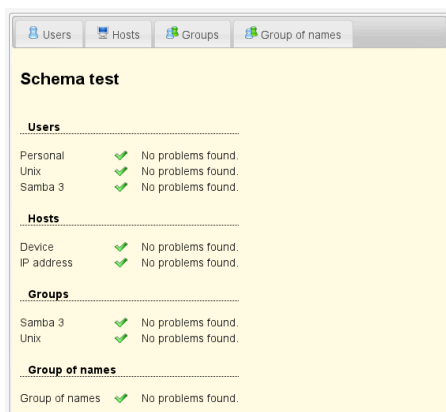 Users Hosts Groups Group of names
Schema test
Users
Personal No problems found.
Unix No problems found.
Samba 3 No problems found.
Hosts
Device No problems found.
IP address No problems found.
Groups
Samba 3 No problems found.
Unix No problems found.
Group of names
Group of names No problems found.